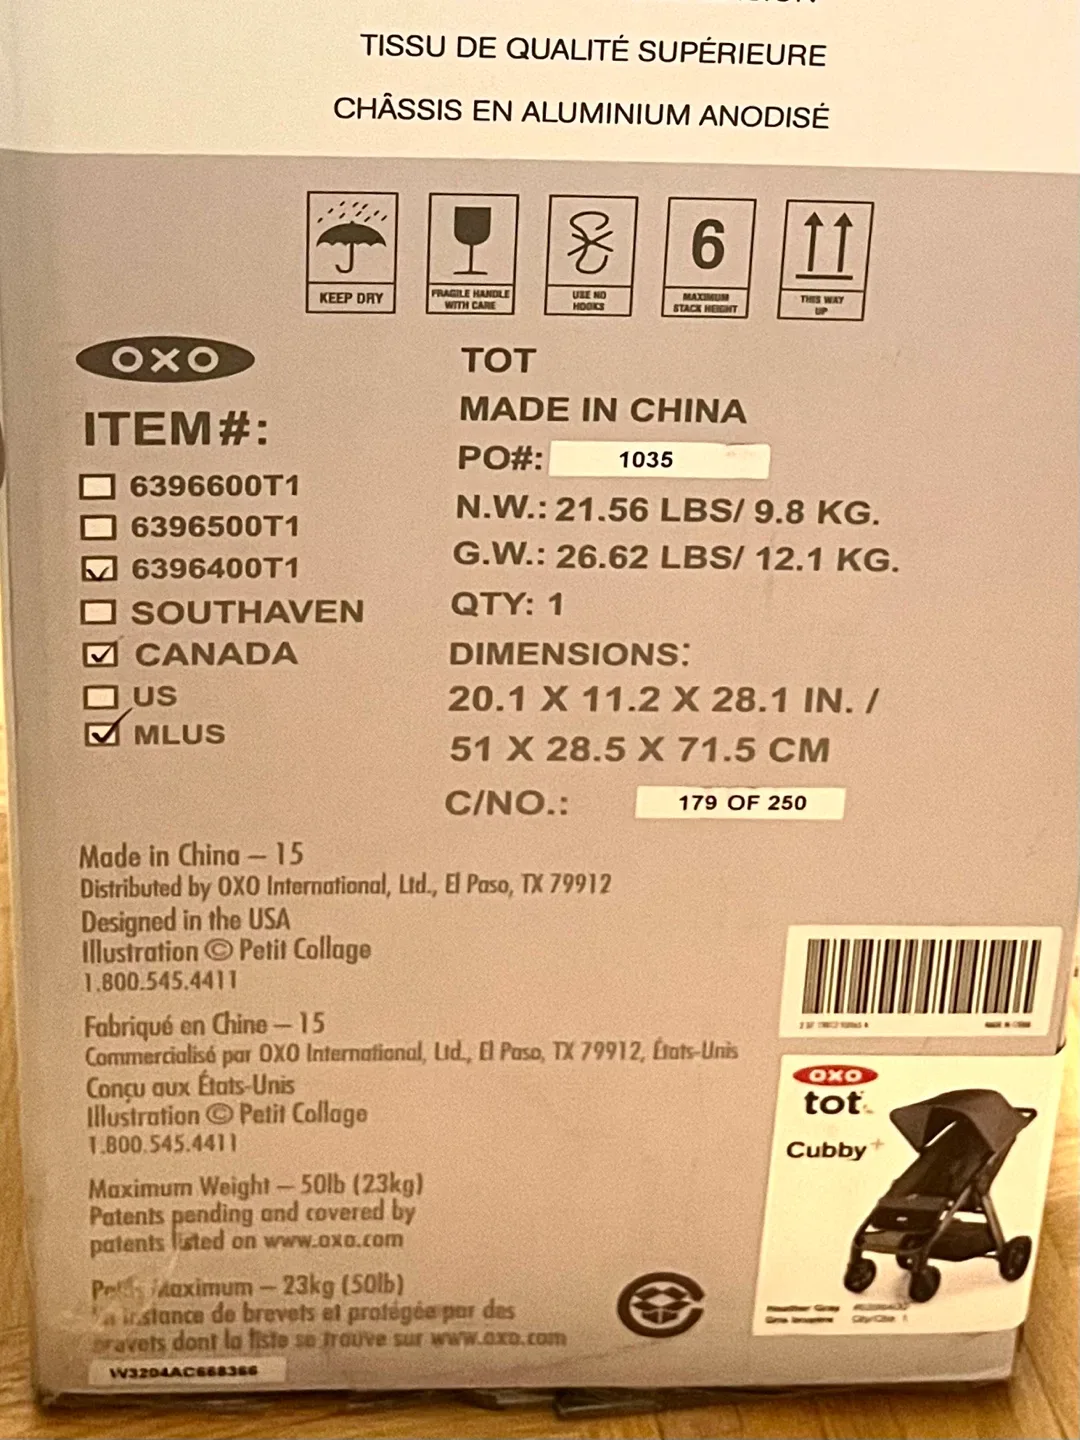 TISSU DE QUALITÉ SUPÉRIEURE
CHÂSSIS EN ALUMINIUM ANODISÉ
KEEP DRY
FRAGILE HANDLE
WITH CARE
USE NO
HOOKS
6
MAXIMUM
STACK HEIGHT
THIS WAY
UP
OXO
ITEM#:
6396600T1
6396500T1
6396400T1
SOUTHAVEN
CANADA
US
MLUS
TOT
MADE IN CHINA
PO#: 1035
N.W.: 21.56 LBS/ 9.8 KG.
G.W.: 26.62 LBS/ 12.1 KG.
QTY: 1
DIMENSIONS:
20.1 X 11.2 X 28.1 IN. /
51 X 28.5 X 71.5 CM
C/NO.: 179 OF 250
Made in China – 15
Distributed by OXO International, Ltd., El Paso, TX 79912
Designed in the USA
Illustration © Petit Collage
1.800.545.4411
Fabriqué en Chine – 15
Commercialisé par OXO International, Ltd., El Paso, TX 79912, États-Unis
Conçu aux États-Unis
Illustration © Petit Collage
1.800.545.4411
Maximum Weight – 50lb (23kg)
Patents pending and covered by
patents listed on www.oxo.com
Maximum – 23kg (50lb)
instance de brevets et protégée par des
brevets dont la liste se trouve sur www.oxo.com
OXO
tot
Cubby+
Heather Gray